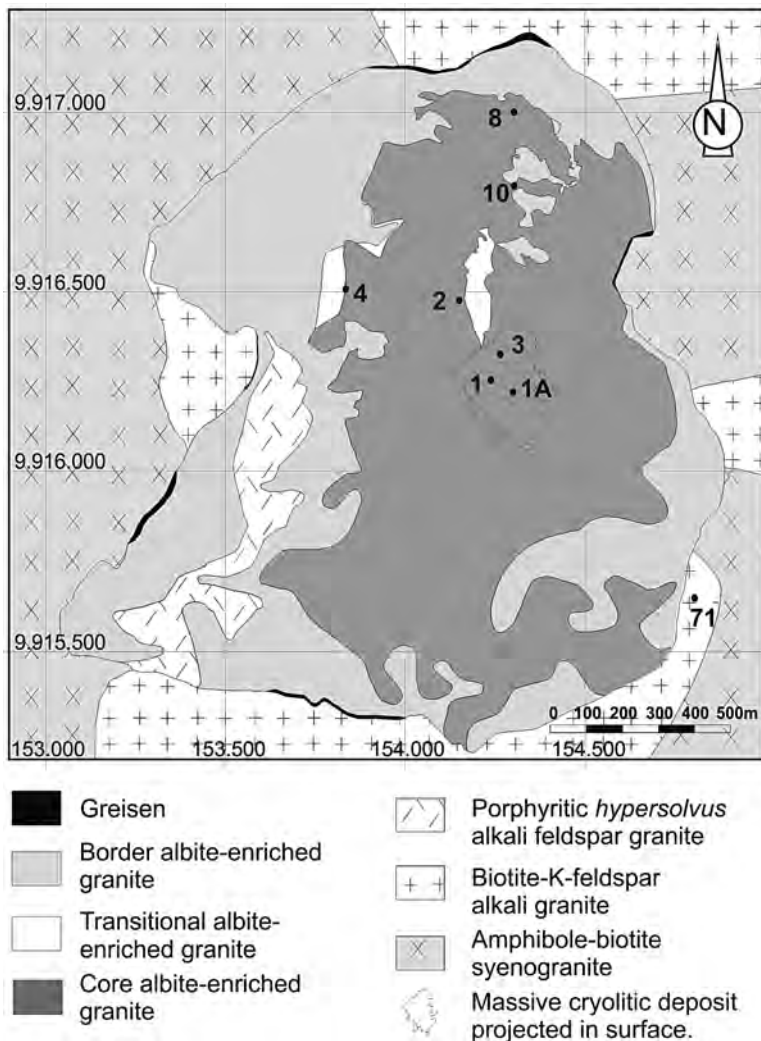 N
9.917.000
8
10
9.916.500
4
2
3
1
1A
9.916.000
71
9.915.500
0 100 200 300 400 500m
153.000
153.500
154.000
154.500
Greisen
Border albite-enriched
granite
Transitional albite-
enriched granite
Core albite-enriched
granite
Porphyritic hypersolvus
alkali feldspar granite
Biotite-K-feldspar
alkali granite
Amphibole-biotite
syenogranite
Massive cryolitic deposit
projected in surface.